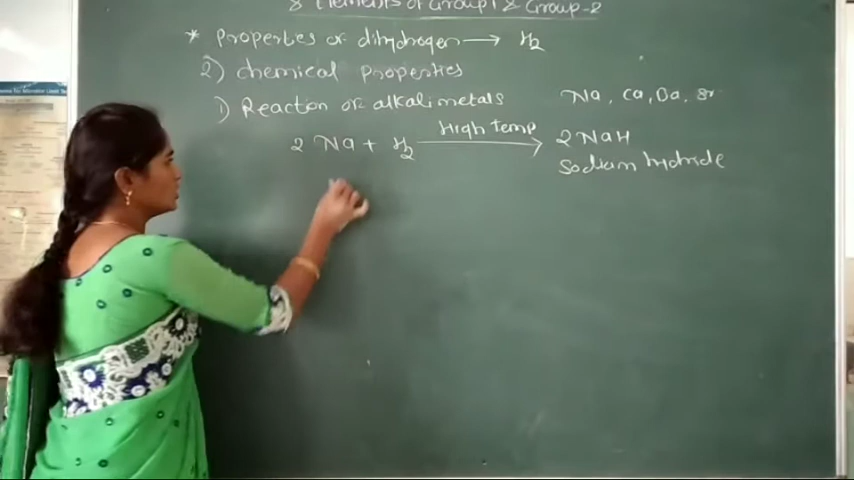 & Elements of Group 1 & Group-2
* Properties of dihydrogen → H2
2) chemical properties
1) Reaction of alkali metals Na, Ca, Ba, Sr
2 Na + H2 High temp → 2 NaH
Sodium hydride